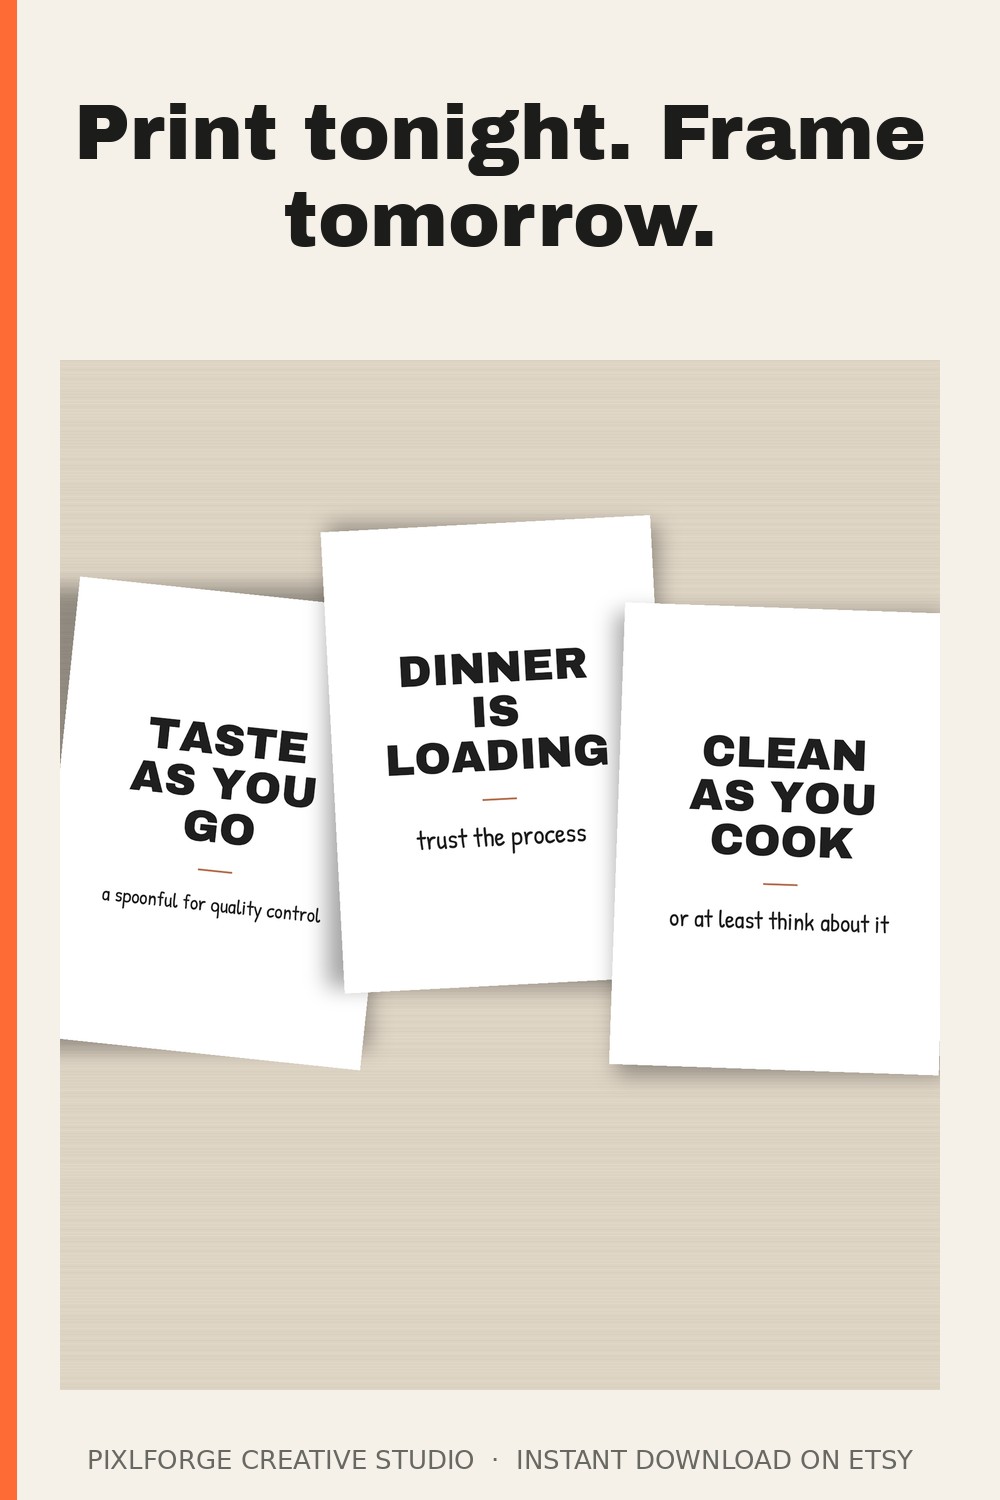 Print tonight. Frame
tomorrow.
TASTE
AS YOU
GO
a spoonful for quality control
DINNER
IS
LOADING
trust the process
CLEAN
AS YOU
COOK
or at least think about it
PIXLFORGE CREATIVE STUDIO · INSTANT DOWNLOAD ON ETSY